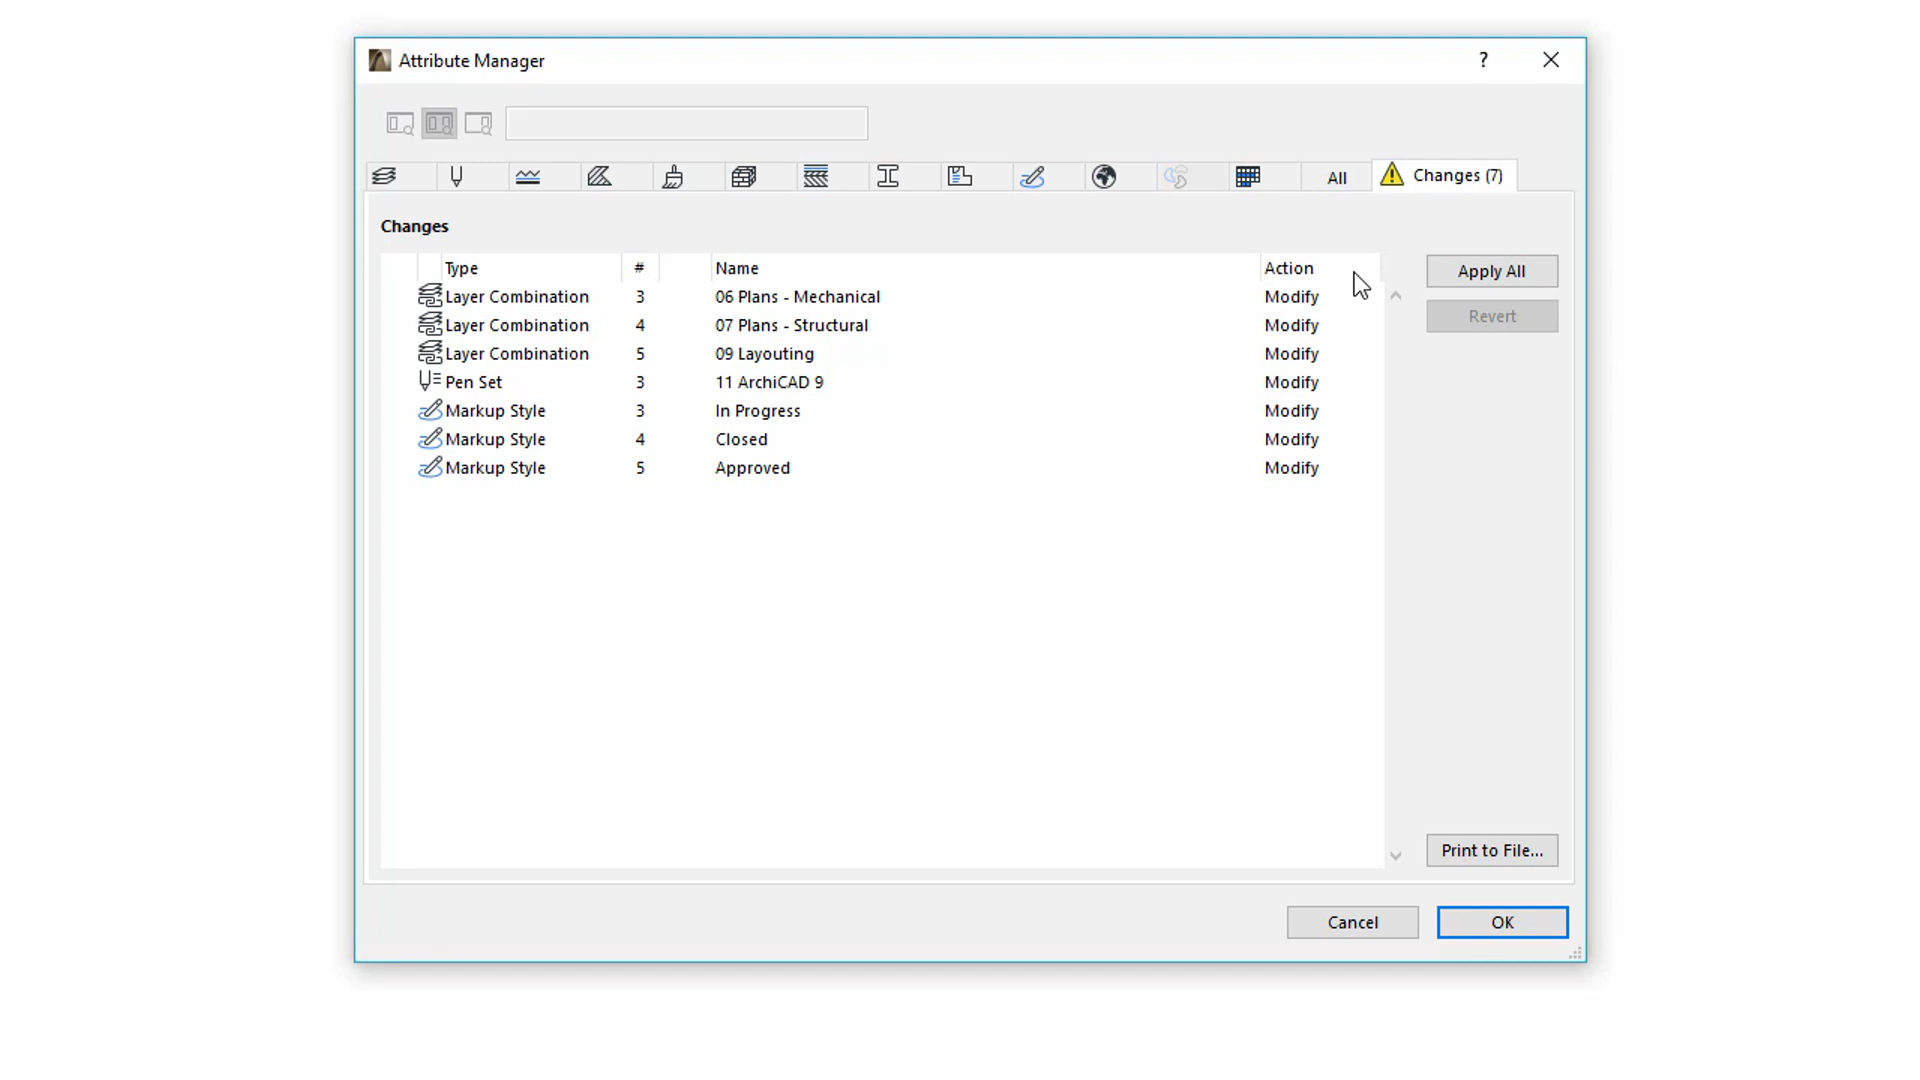 Attribute Manager
?
All
Changes (7)
Changes
Type # Name Action
Layer Combination 3 06 Plans - Mechanical Modify
Layer Combination 4 07 Plans - Structural Modify
Layer Combination 5 09 Layouting Modify
Pen Set 3 11 ArchiCAD 9 Modify
Markup Style 3 In Progress Modify
Markup Style 4 Closed Modify
Markup Style 5 Approved Modify
Apply All
Revert
Print to File...
Cancel
OK